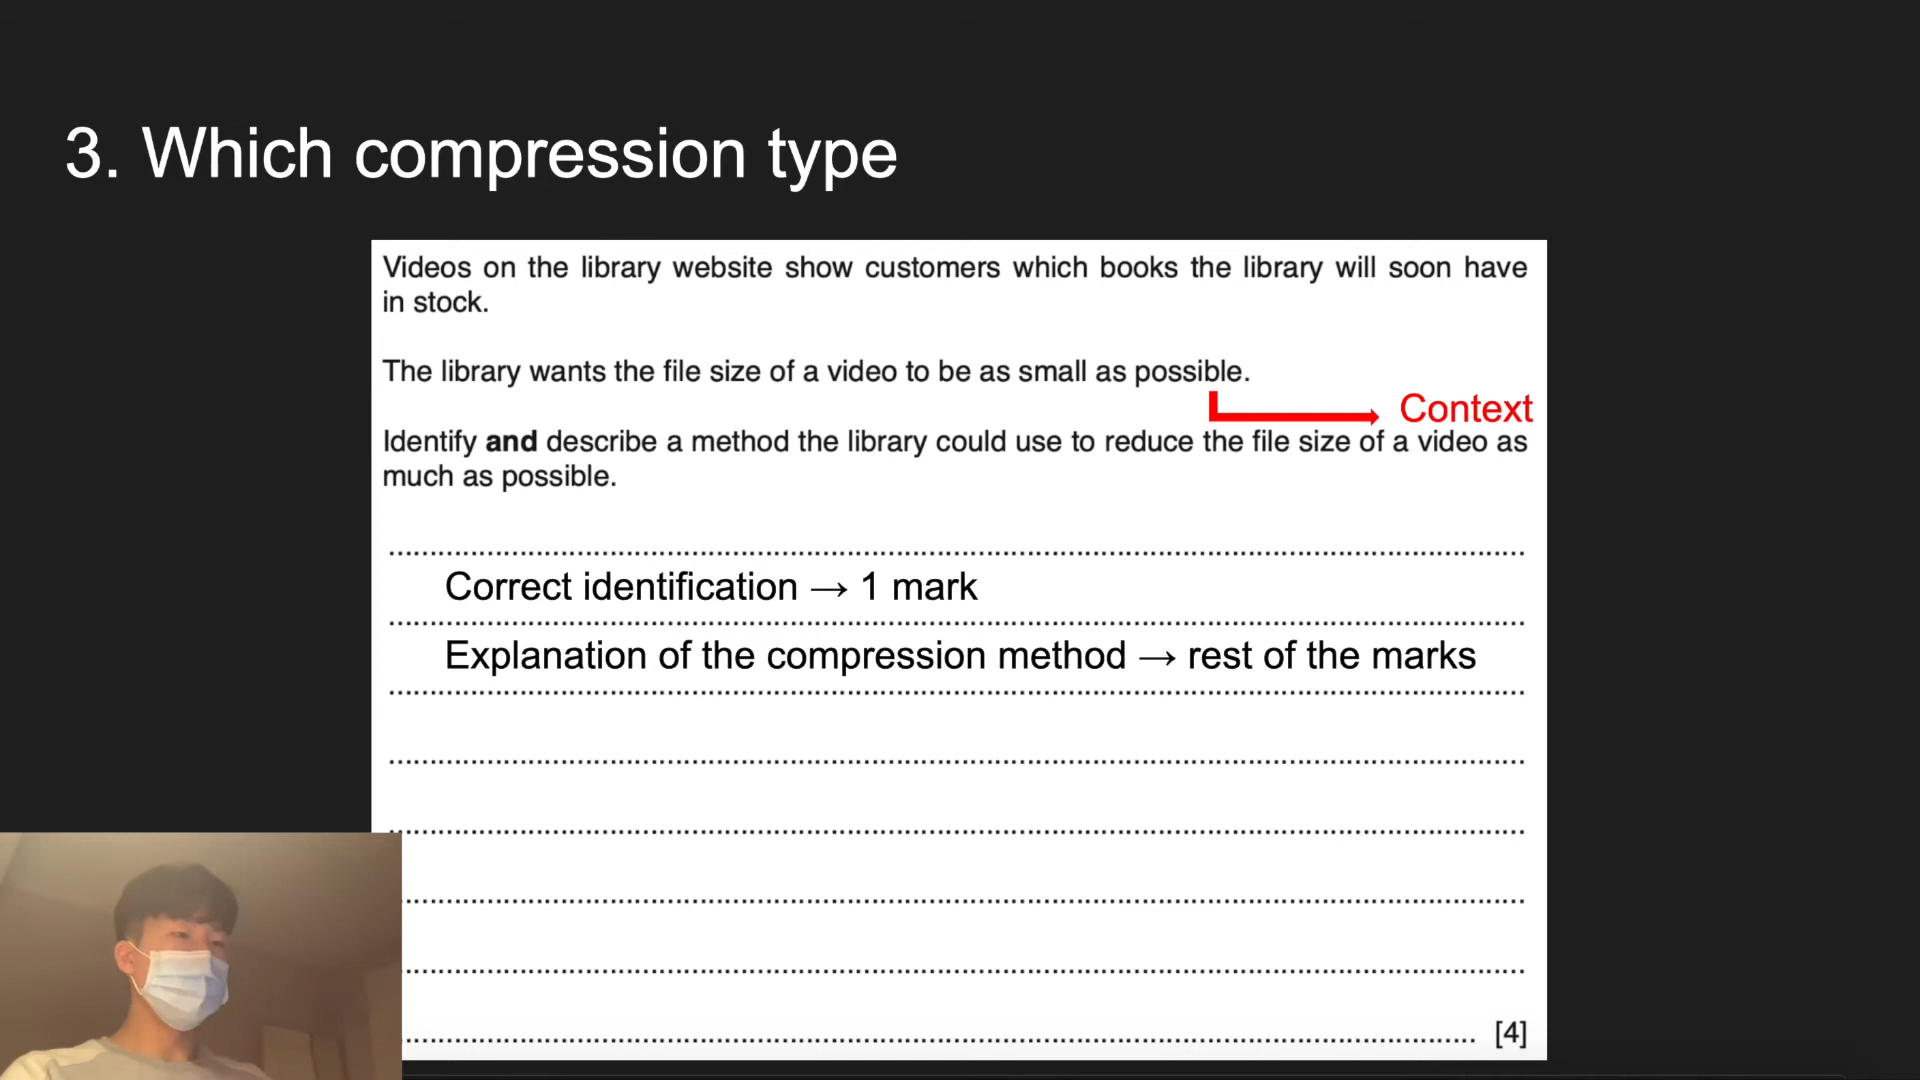 3. Which compression type
Videos on the library website show customers which books the library will soon have
in stock.
The library wants the file size of a video to be as small as possible.
Context
Identify and describe a method the library could use to reduce the file size of a video as
much as possible.
Correct identification → 1 mark
Explanation of the compression method → rest of the marks
[4]